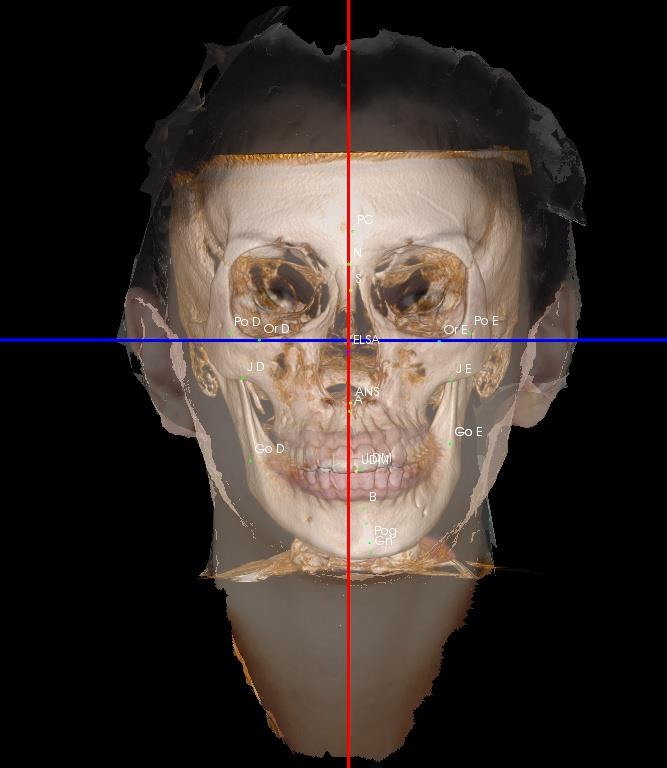 PC
N
S
Po D
Or D
Or E
Po E
ELSA
J D
J E
ANS
A
Go D
Go E
B
Pog
Gn